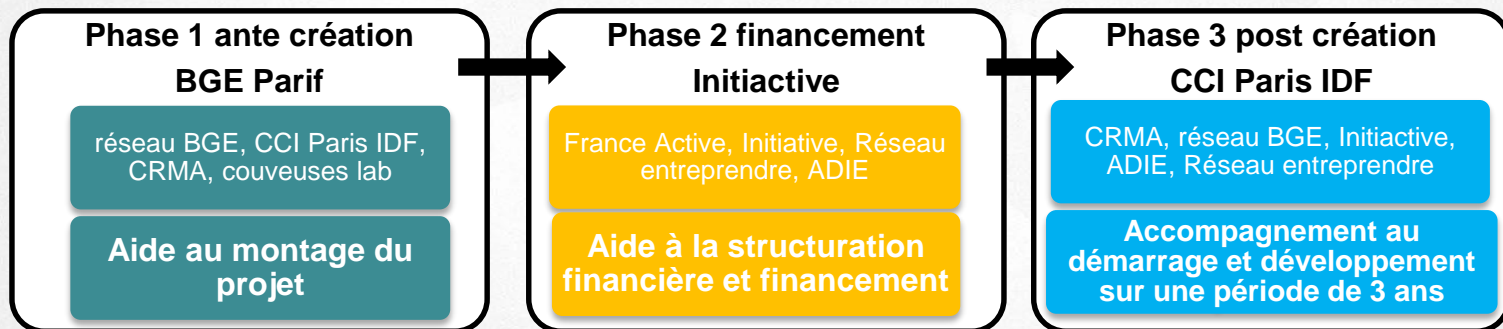 Phase 1 ante création
BGE Parif
réseau BGE, CCI Paris IDF,
CRMA, couveuses lab
Aide au montage du
projet
Phase 2 financement
Initiactive
France Active, Initiative, Réseau
entreprendre, ADIE
Aide à la structuration
financière et financement
Phase 3 post création
CCI Paris IDF
CRMA, réseau BGE, Initiactive,
ADIE, Réseau entreprendre
Accompagnement au
démarrage et développement
sur une période de 3 ans